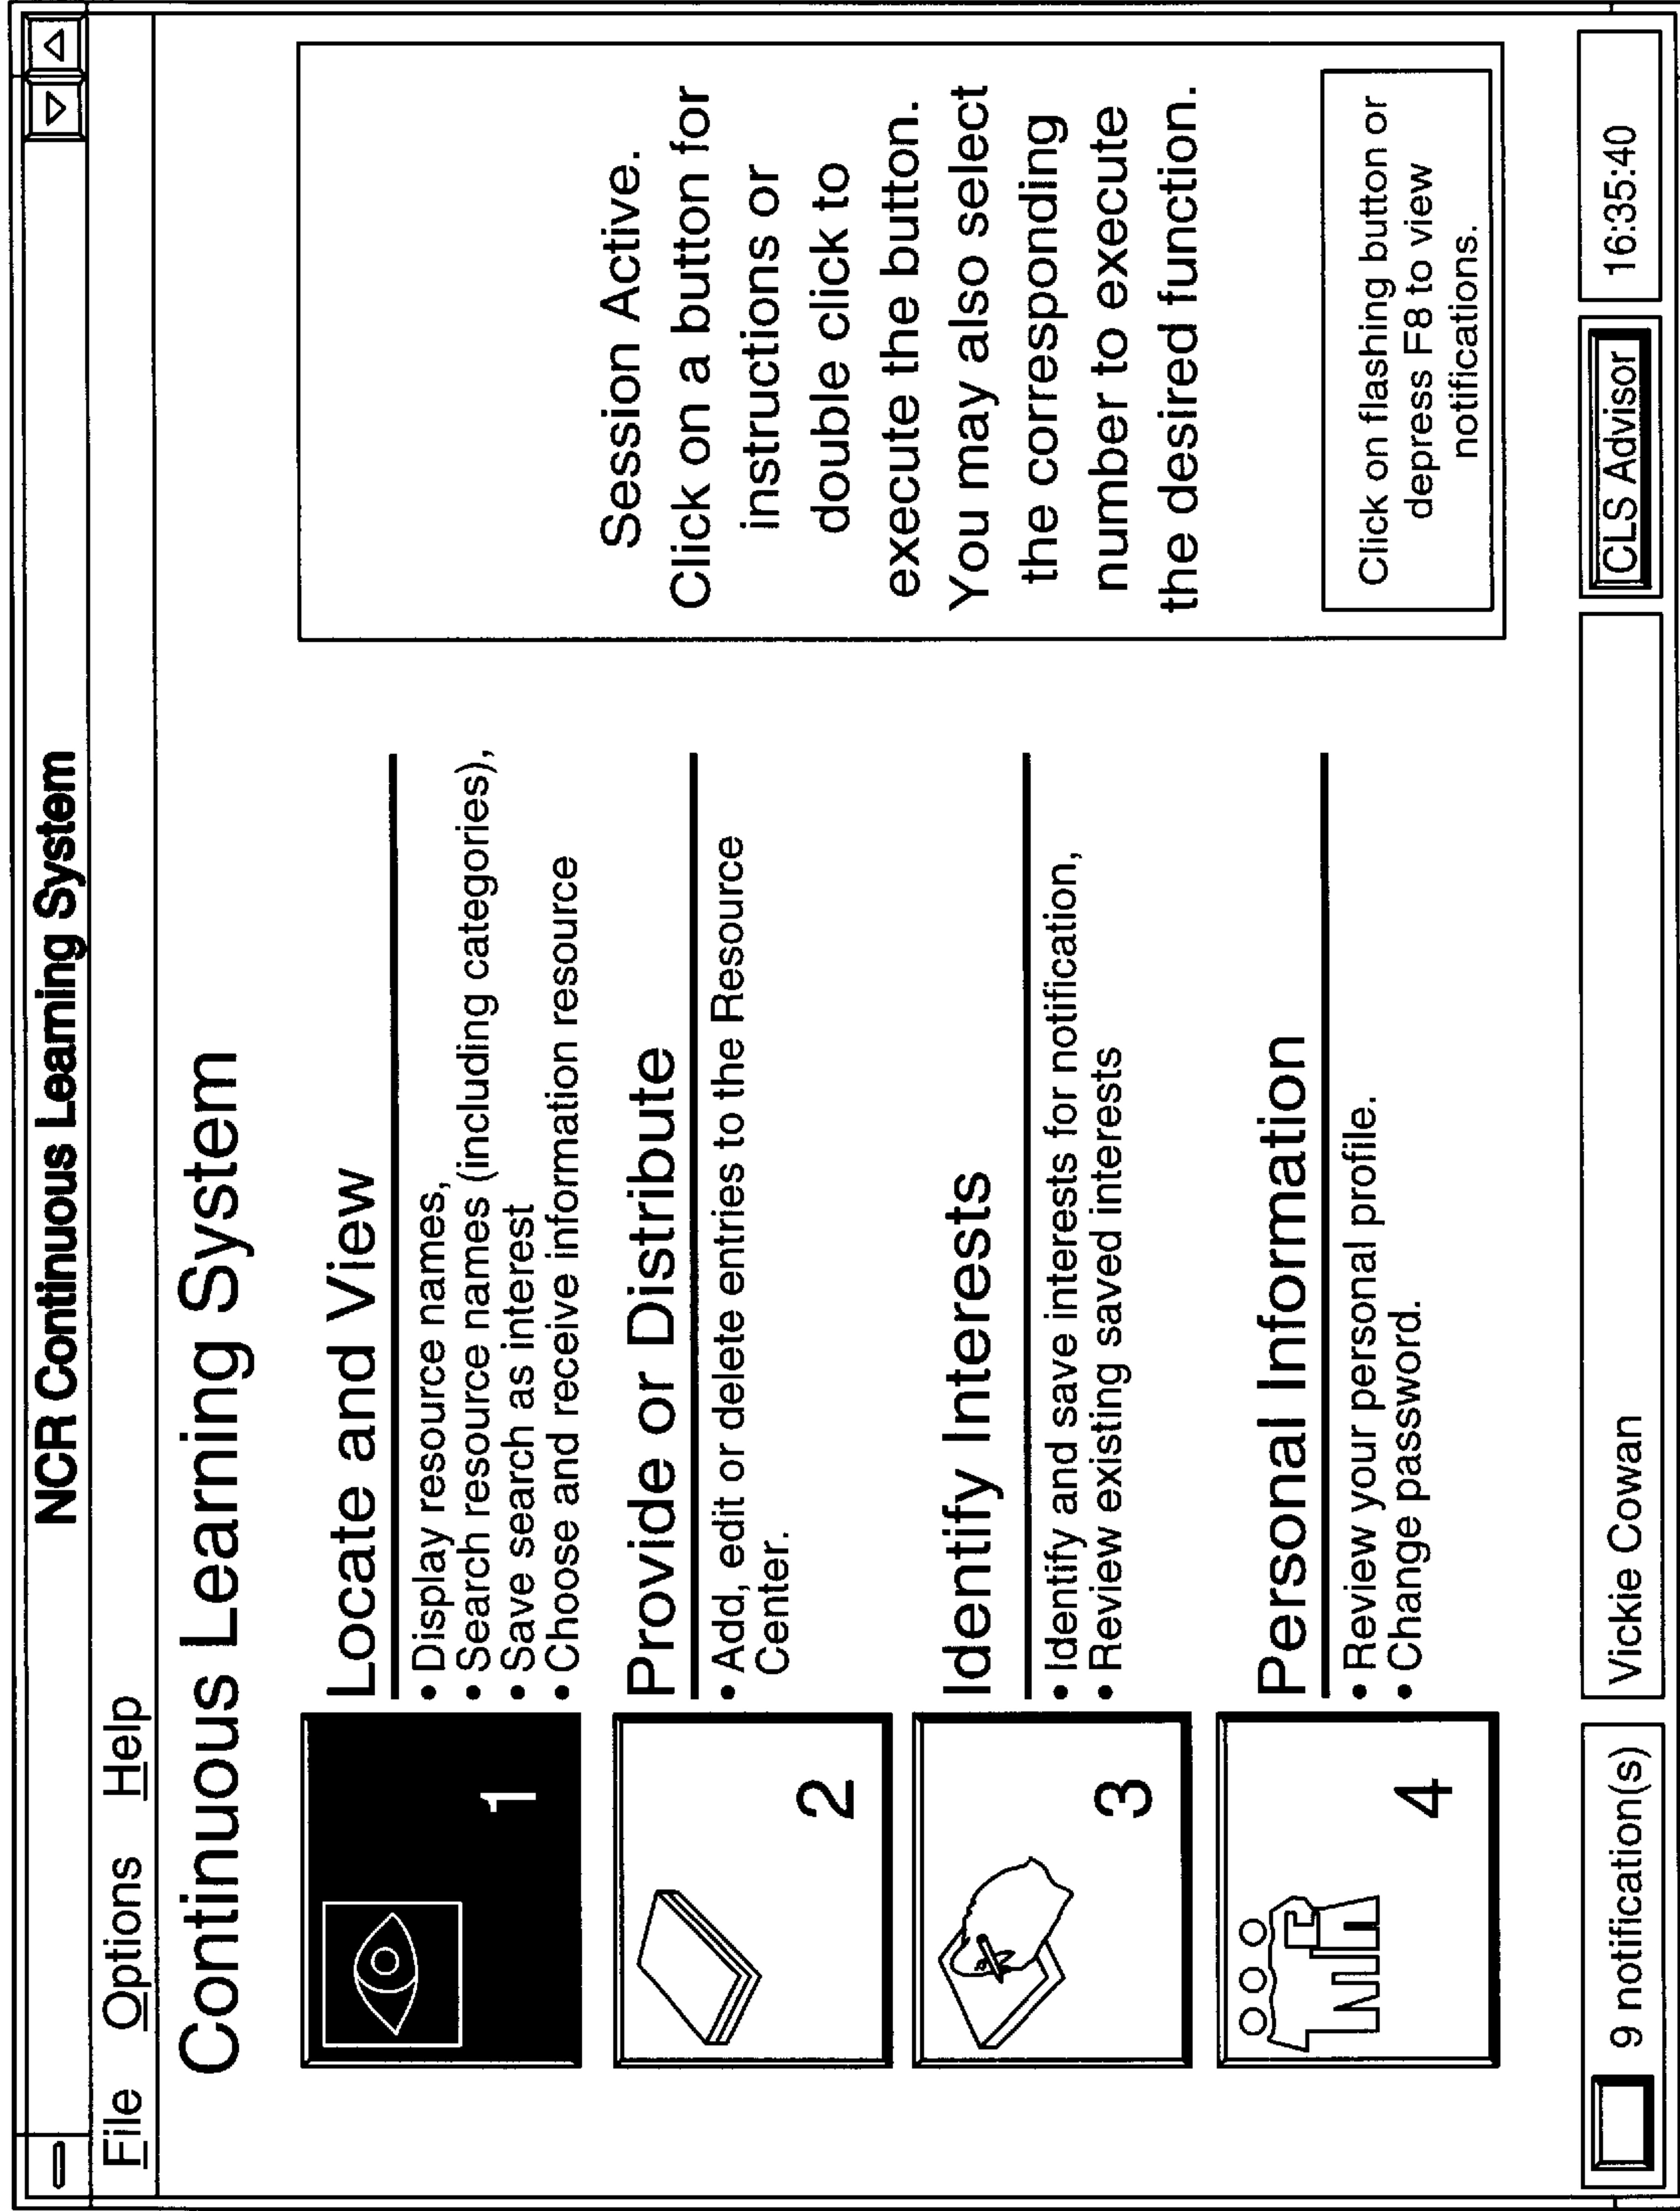 NCR Continuous Learning System
File Options Help
Continuous Learning System
1
Locate and View
• Display resource names,
• Search resource names (including categories),
• Save search as interest
• Choose and receive information resource
2
Provide or Distribute
• Add, edit or delete entries to the Resource
Center.
3
Identify Interests
• Identify and save interests for notification,
• Review existing saved interests
4
Personal Information
• Review your personal profile.
• Change password.
Session Active.
Click on a button for
instructions or
double click to
execute the button.
You may also select
the corresponding
number to execute
the desired function.
Click on flashing button or
depress F8 to view
notifications.
9 notification(s)
Vickie Cowan
CLS Advisor
16:35:40